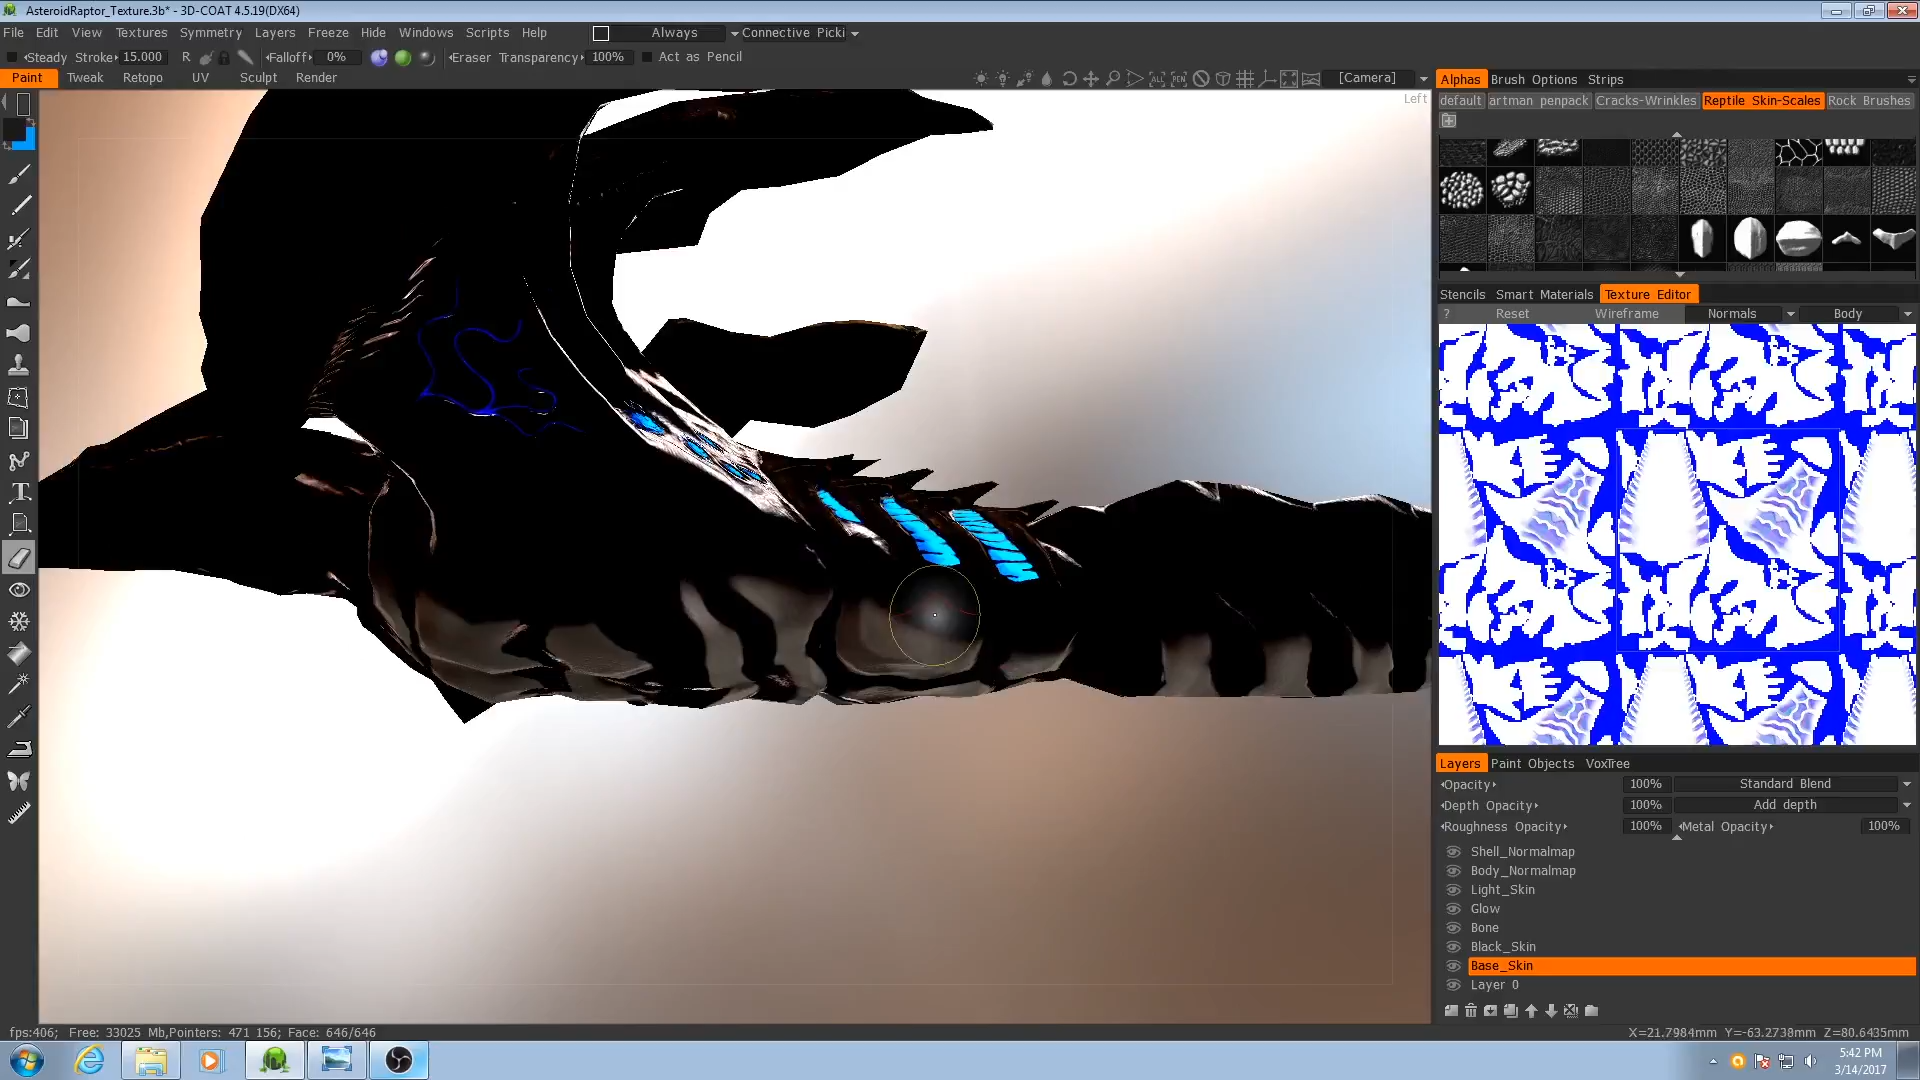 AsteroidRaptor_Texture.3b* - 3D-COAT 4.5.19(DX64)
File Edit View Textures Symmetry Layers Freeze Hide Windows Scripts Help Always Connective Picki
Steady Stroke 15.000 R Falloff 0% Eraser Transparency 100% Act as Pencil
Paint Tweak Retopo UV Sculpt Render [Camera]
Left
Alphas Brush Options Strips
default artman penpack Cracks-Wrinkles Reptile Skin-Scales Rock Brushes
Stencils Smart Materials Texture Editor
? Reset Wireframe Normals Body
Layers Paint Objects VoxTree
Opacity 100% Standard Blend
Depth Opacity 100% Add depth
Roughness Opacity 100% Metal Opacity 100%
Shell_Normalmap
Body_Normalmap
Light_Skin
Glow
Bone
Black_Skin
Base_Skin
Layer 0
fps:406; Free: 33025 Mb,Pointers: 471 156; Face: 646/646
X=21.7984mm Y=-63.2738mm Z=80.6435mm
5:42 PM
3/14/2017